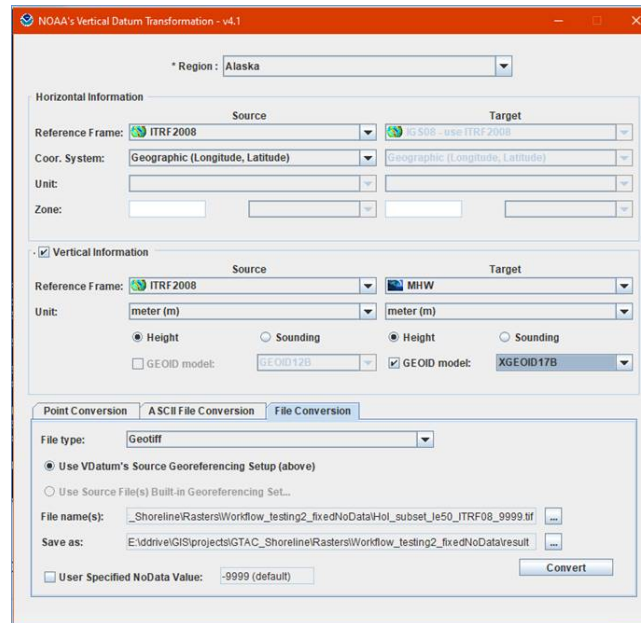 NOAA's Vertical Datum Transformation - v4.1
* Region : Alaska
Horizontal Information
Source Target
Reference Frame: ITRF2008 IGS08 - use ITRF2008
Coor. System: Geographic (Longitude, Latitude) Geographic (Longitude, Latitude)
Unit:
Zone:
Vertical Information
Source Target
Reference Frame: ITRF2008 MHW
Unit: meter (m) meter (m)
Height Sounding Height Sounding
GEOID model: GEOID12B GEOID model: XGEOID17B
Point Conversion ASCII File Conversion File Conversion
File type: Geotiff
Use VDatum's Source Georeferencing Setup (above)
Use Source File(s) Built-in Georeferencing Set...
File name(s): _Shoreline\Rasters\Workflow_testing2_fixedNoData\Hol_subset_le50_ITRF08_9999.tif ...
Save as: E:\ddrive\GIS\projects\GTAC_Shoreline\Rasters\Workflow_testing2_fixedNoData\result ...
User Specified NoData Value: -9999 (default) Convert